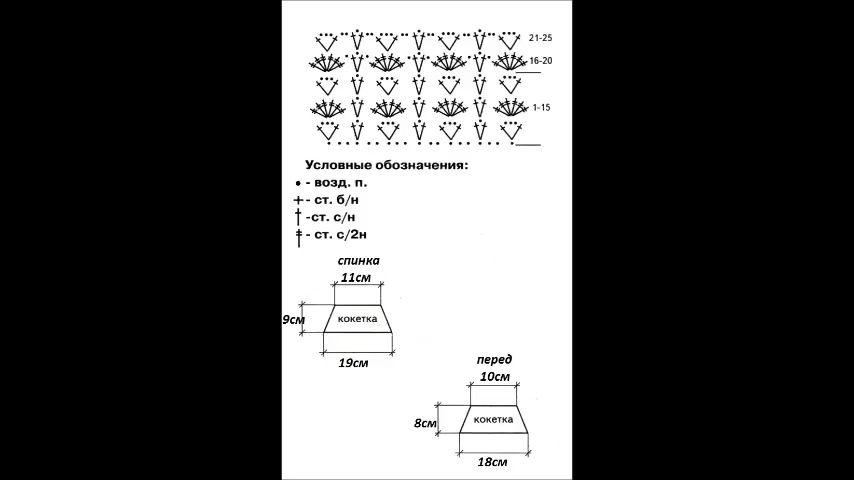 21-25
16-20
1-15
Условные обозначения:
- возд. п.
- ст. б/н
-ст. с/н
- ст. с/2н
спинка
11см
9см
кокетка
19см
перед
10см
8см
кокетка
18см